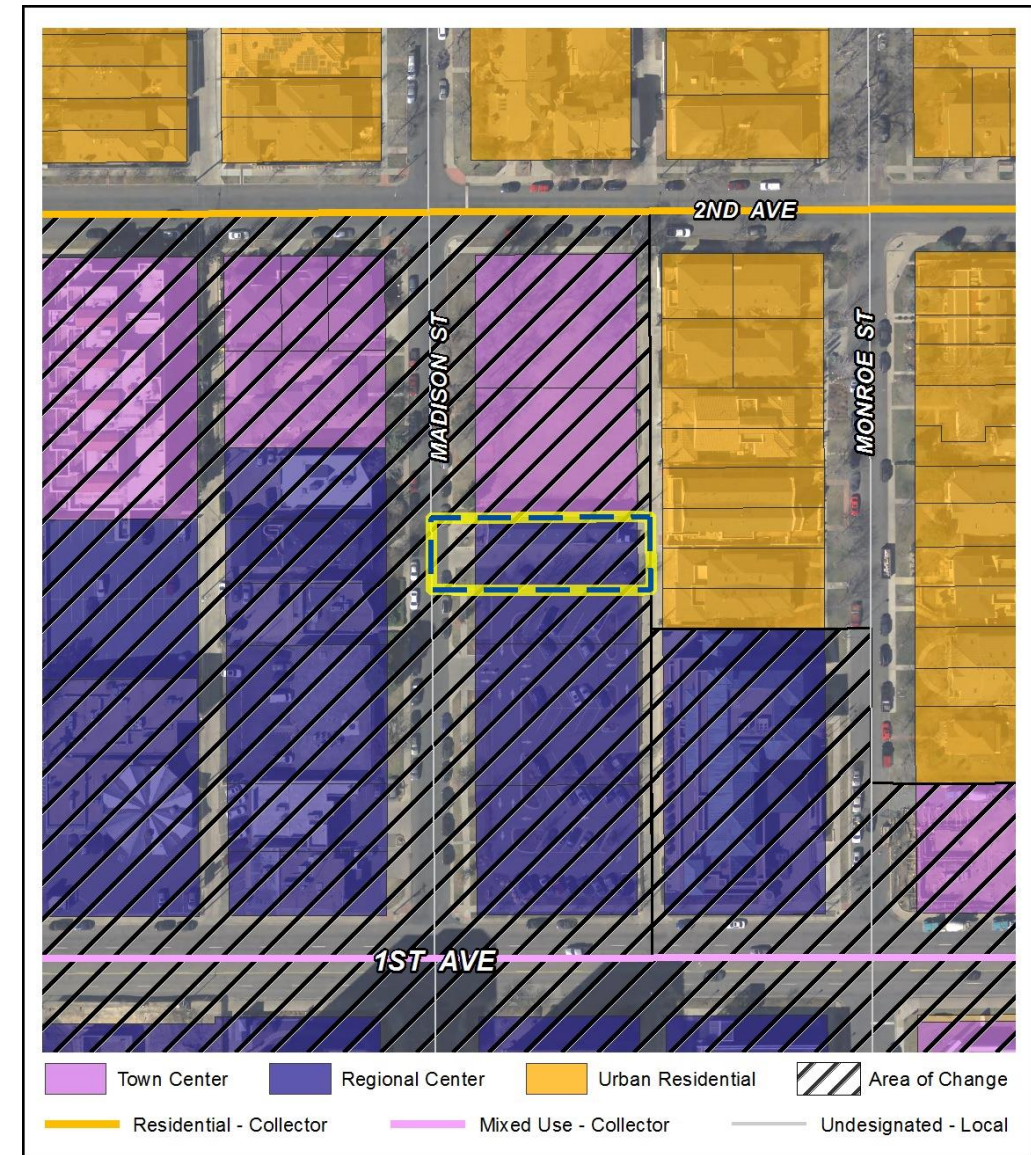 2ND AVE
MADISON ST
MONROE ST
1ST AVE
Town Center
Regional Center
Urban Residential
Area of Change
Residential - Collector
Mixed Use - Collector
Undesignated - Local